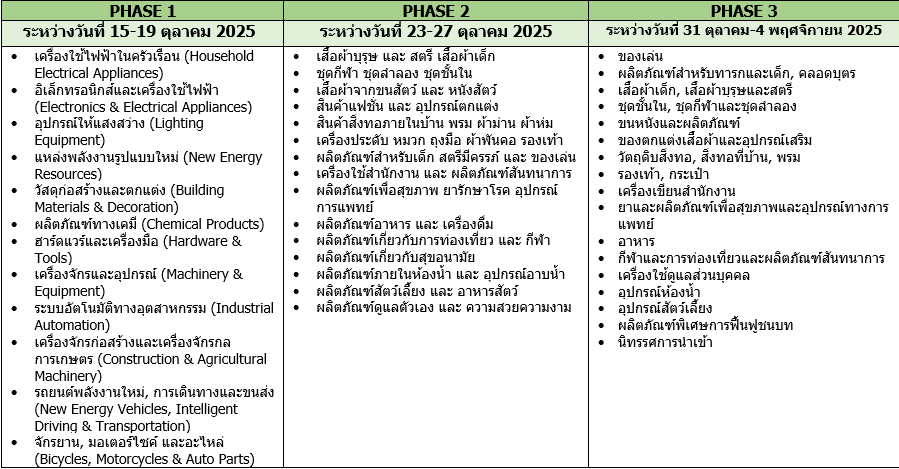 PHASE 1
ระหว่างวันที่ 15-19 ตุลาคม 2025
• เครื่องใช้ไฟฟ้าในครัวเรือน (Household
Electrical Appliances)
• อิเล็กทรอนิกส์และเครื่องใช้ไฟฟ้า
(Electronics & Electrical Appliances)
• อุปกรณ์ให้แสงสว่าง (Lighting
Equipment)
• แหล่งพลังงานรูปแบบใหม่ (New Energy
Resources)
• วัสดุก่อสร้างและตกแต่ง (Building
Materials & Decoration)
• ผลิตภัณฑ์ทางเคมี (Chemical Products)
• ฮาร์ดแวร์และเครื่องมือ (Hardware &
Tools)
• เครื่องจักรและอุปกรณ์ (Machinery &
Equipment)
• ระบบอัตโนมัติทางอุตสาหกรรม (Industrial
Automation)
• เครื่องจักรก่อสร้างและเครื่องจักรกล
การเกษตร (Construction & Agricultural
Machinery)
• รถยนต์พลังงานใหม่, การเดินทางและขนส่ง
(New Energy Vehicles, Intelligent
Driving & Transportation)
• จักรยาน, มอเตอร์ไซค์ และอะไหล่
(Bicycles, Motorcycles & Auto Parts)
PHASE 2
ระหว่างวันที่ 23-27 ตุลาคม 2025
• เสื้อผ้าบุรุษ และ สตรี เสื้อผ้าเด็ก
• ชุดกีฬา ชุดลำลอง ชุดชั้นใน
• เสื้อผ้าจากขนสัตว์ และ หนังสัตว์
• สินค้าแฟชั่น และ อุปกรณ์ตกแต่ง
• สินค้าสิ่งทอภายในบ้าน พรม ผ้าม่าน ผ้าห่ม
• เครื่องประดับ หมวก ถุงมือ ผ้าพันคอ รองเท้า
• ผลิตภัณฑ์สำหรับเด็ก สตรีมีครรภ์ และ ของเล่น
• เครื่องใช้สำนักงาน และ ผลิตภัณฑ์สันทนาการ
• ผลิตภัณฑ์เพื่อสุขภาพ ยารักษาโรค อุปกรณ์
การแพทย์
• ผลิตภัณฑ์อาหาร และ เครื่องดื่ม
• ผลิตภัณฑ์เกี่ยวกับการท่องเที่ยว และ กีฬา
• ผลิตภัณฑ์เกี่ยวกับสุขอนามัย
• ผลิตภัณฑ์ภายในห้องน้ำ และ อุปกรณ์อาบน้ำ
• ผลิตภัณฑ์สัตว์เลี้ยง และ อาหารสัตว์
• ผลิตภัณฑ์ดูแลตัวเอง และ ความสวยความงาม
PHASE 3
ระหว่างวันที่ 31 ตุลาคม-4 พฤศจิกายน 2025
• ของเล่น
• ผลิตภัณฑ์สำหรับทารกและเด็ก, คลอดบุตร
• เสื้อผ้าเด็ก, เสื้อผ้าบุรุษและสตรี
• ชุดชั้นใน, ชุดกีฬาและชุดลำลอง
• ขนหนังและผลิตภัณฑ์
• ของตกแต่งเสื้อผ้าและอุปกรณ์เสริม
• วัตถุดิบสิ่งทอ, สิ่งทอที่บ้าน, พรม
• รองเท้า, กระเป๋า
• เครื่องเขียนสำนักงาน
• ยาและผลิตภัณฑ์เพื่อสุขภาพและอุปกรณ์ทางการ
แพทย์
• อาหาร
• กีฬาและการท่องเที่ยวและผลิตภัณฑ์สันทนาการ
• เครื่องใช้ดูแลส่วนบุคคล
• อุปกรณ์ห้องน้ำ
• อุปกรณ์สัตว์เลี้ยง
• ผลิตภัณฑ์พิเศษการฟื้นฟูชนบท
• นิทรรศการนำเข้า